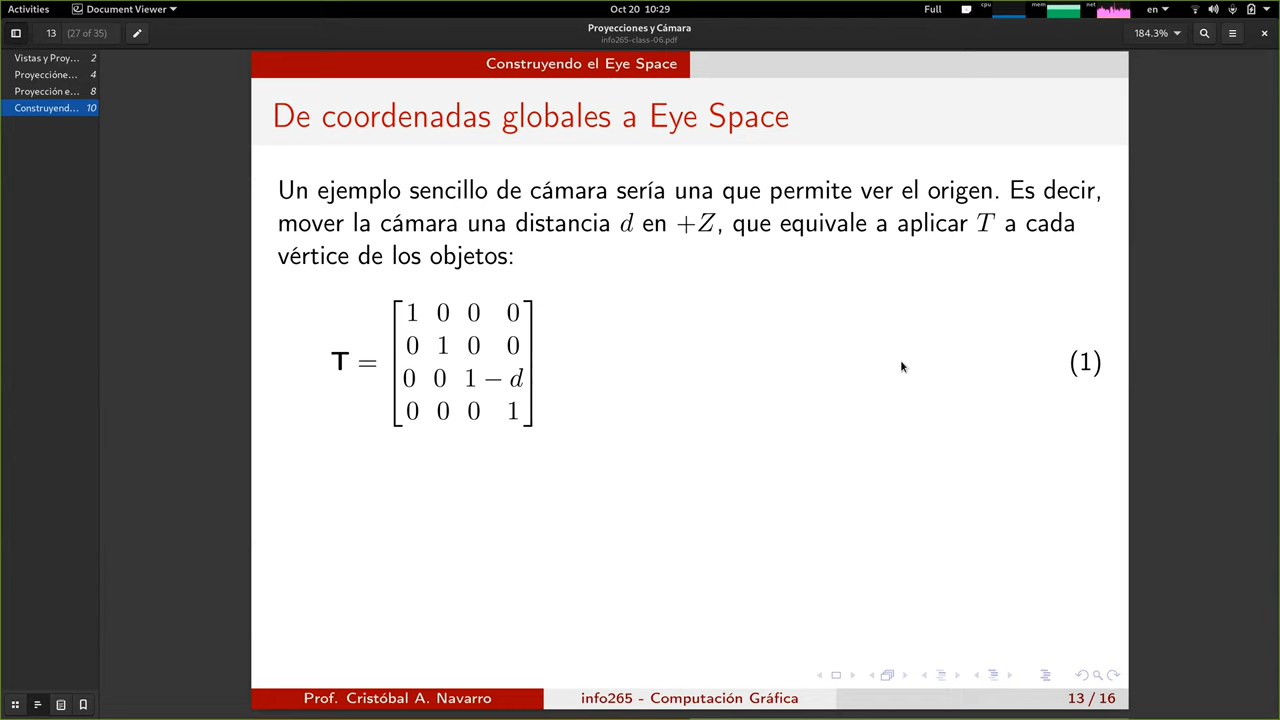 Activities
Document Viewer
Oct 20 10:29
Full
cpu
mem
net
en
13 (27 of 35)
Proyecciones y Cámara
info265-class-06.pdf
184.3%
Vistas y Proy... 2
Proyeccióne... 4
Proyección e... 8
Construyend... 10
Construyendo el Eye Space
De coordenadas globales a Eye Space
Un ejemplo sencillo de cámara sería una que permite ver el origen. Es decir,
mover la cámara una distancia d en +Z, que equivale a aplicar T a cada
vértice de los objetos:
1 0 0 0
0 1 0 0
T =
0 0 1 − d
0 0 0 1
(1)
Prof. Cristóbal A. Navarro
info265 - Computación Gráfica
13 / 16